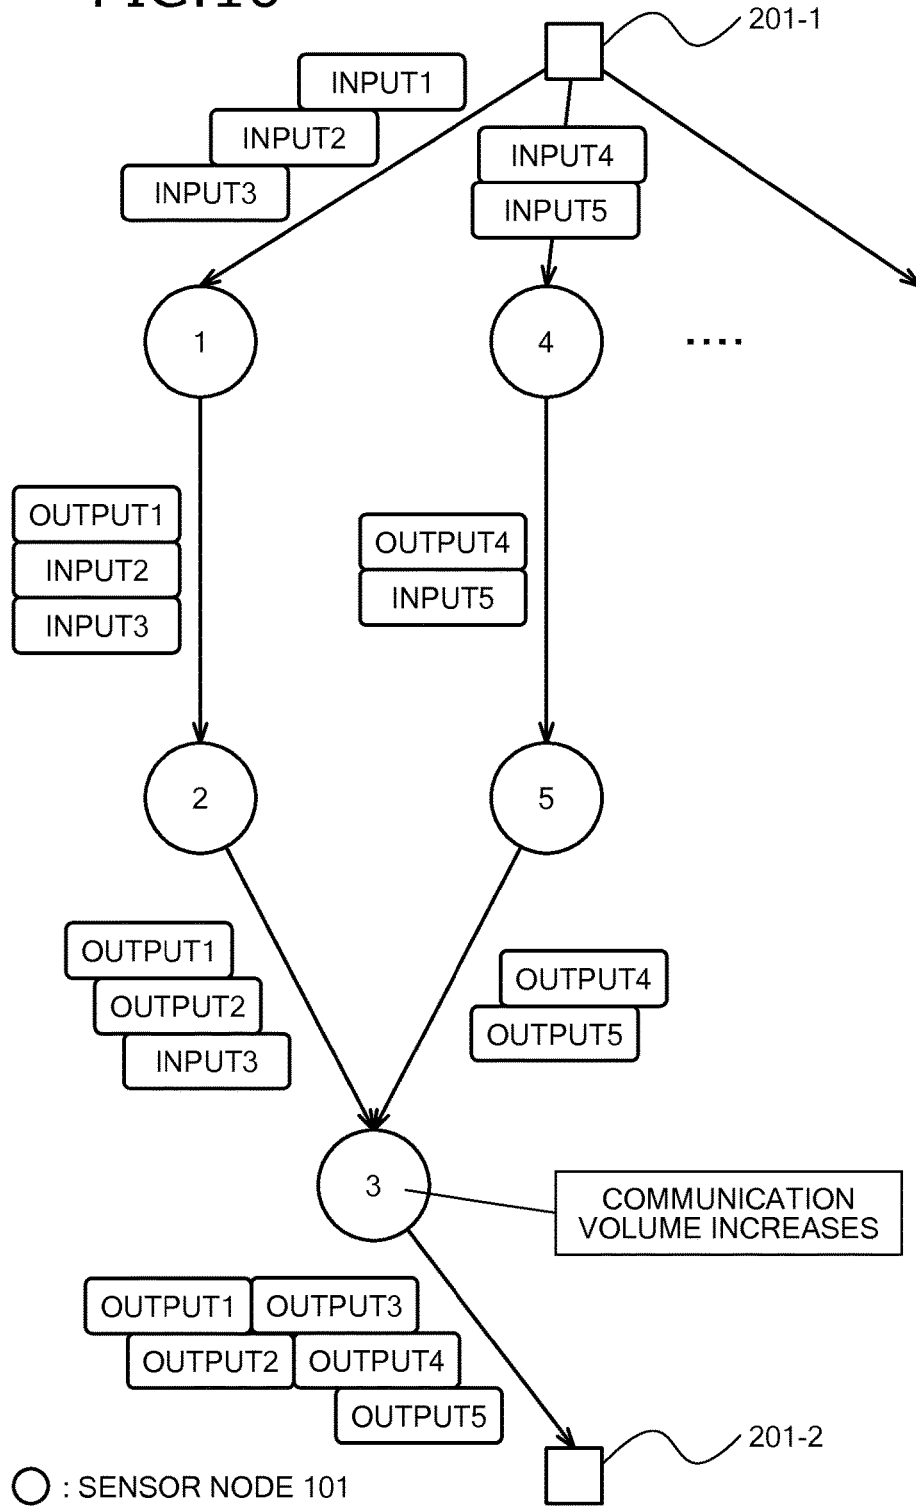 201-1
INPUT1
INPUT2
INPUT3
INPUT4
INPUT5
1
4
....
OUTPUT1
INPUT2
INPUT3
OUTPUT4
INPUT5
2
5
OUTPUT1
OUTPUT2
INPUT3
OUTPUT4
OUTPUT5
3
COMMUNICATION
VOLUME INCREASES
OUTPUT1
OUTPUT3
OUTPUT2
OUTPUT4
OUTPUT5
201-2
: SENSOR NODE 101